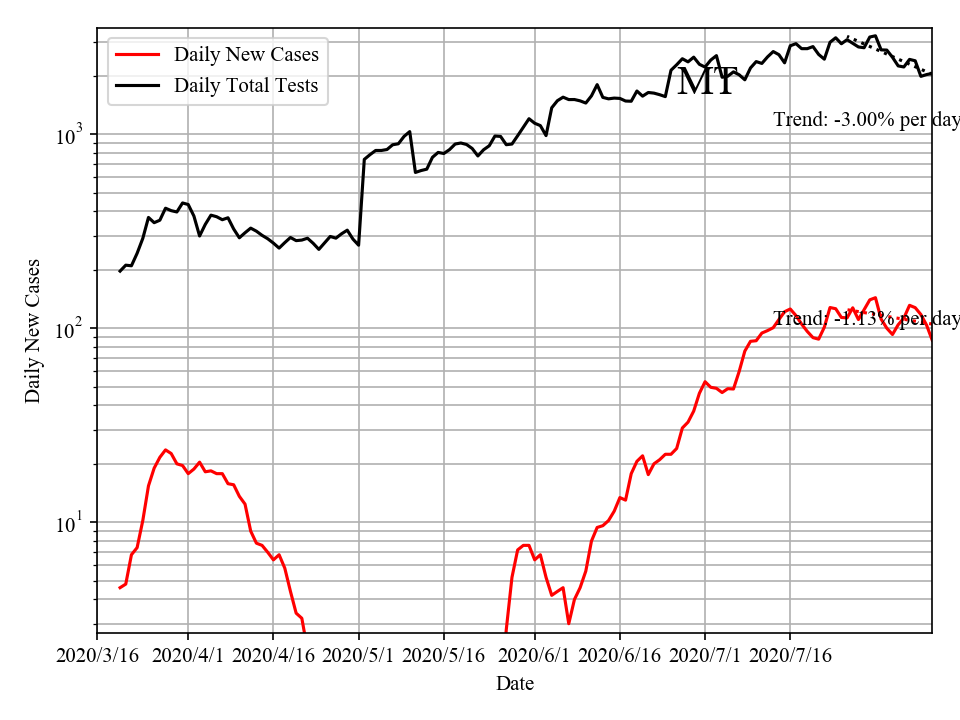 Daily New Cases
Daily Total Tests
MT
Trend: -3.00% per day
Trend: -1.13% per day
10^3
10^2
10^1
Daily New Cases
2020/3/16 2020/4/1 2020/4/16 2020/5/1 2020/5/16 2020/6/1 2020/6/16 2020/7/1 2020/7/16
Date